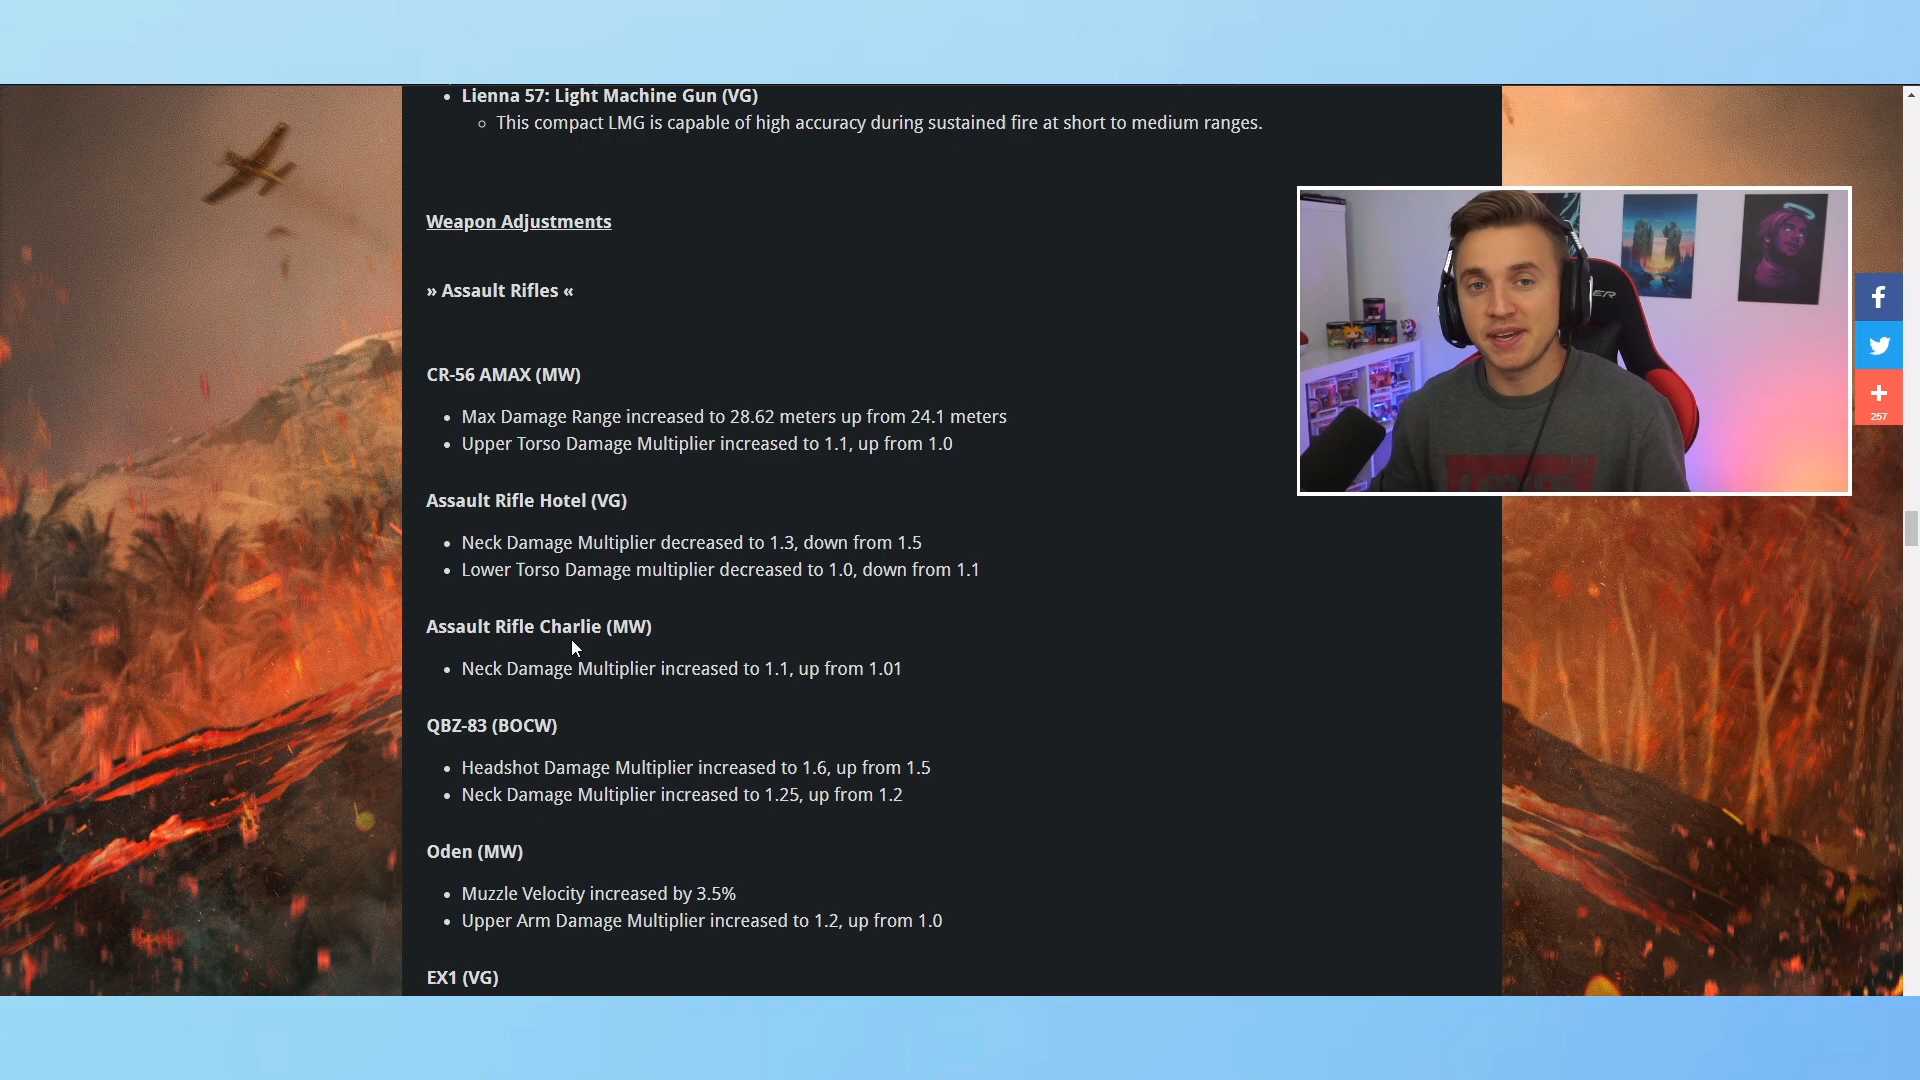 Lienna 57: Light Machine Gun (VG)
This compact LMG is capable of high accuracy during sustained fire at short to medium ranges.
Weapon Adjustments
» Assault Rifles «
CR-56 AMAX (MW)
Max Damage Range increased to 28.62 meters up from 24.1 meters
Upper Torso Damage Multiplier increased to 1.1, up from 1.0
Assault Rifle Hotel (VG)
Neck Damage Multiplier decreased to 1.3, down from 1.5
Lower Torso Damage multiplier decreased to 1.0, down from 1.1
Assault Rifle Charlie (MW)
Neck Damage Multiplier increased to 1.1, up from 1.01
QBZ-83 (BOCW)
Headshot Damage Multiplier increased to 1.6, up from 1.5
Neck Damage Multiplier increased to 1.25, up from 1.2
Oden (MW)
Muzzle Velocity increased by 3.5%
Upper Arm Damage Multiplier increased to 1.2, up from 1.0
EX1 (VG)
257